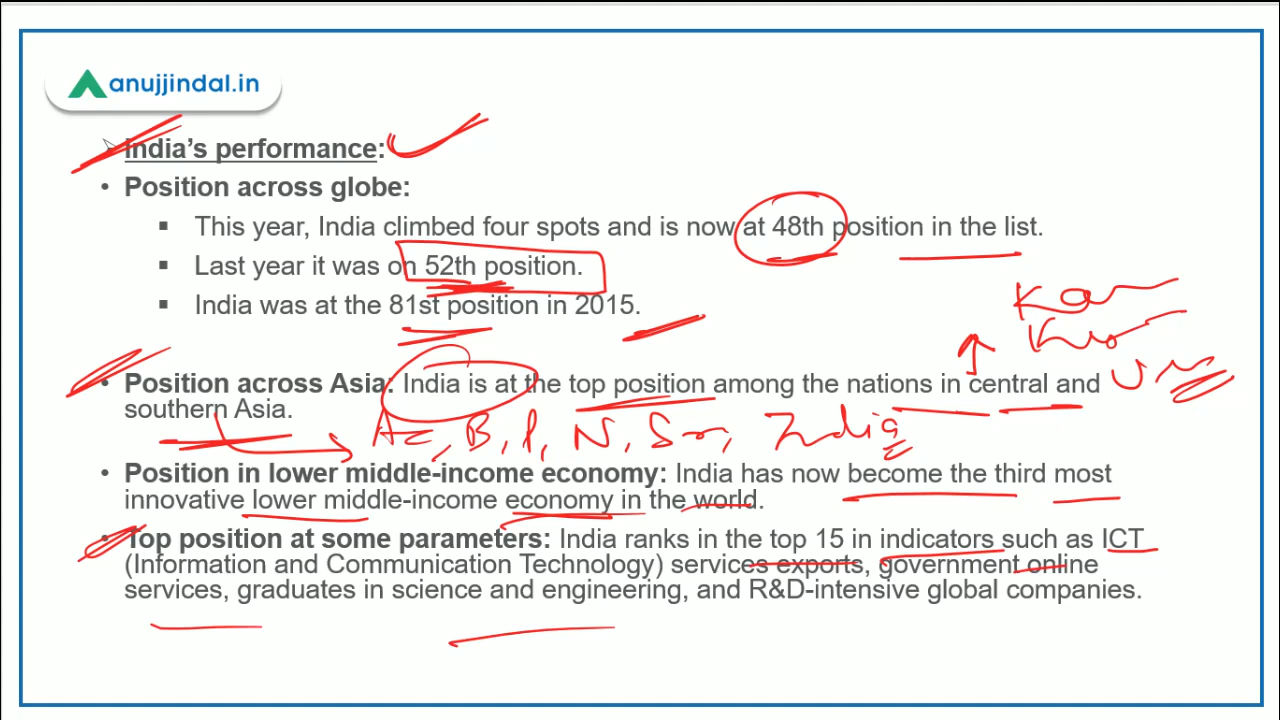 anujjindal.in
India's performance:
• Position across globe:
▪ This year, India climbed four spots and is now at 48th position in the list.
▪ Last year it was on 52th position.
▪ India was at the 81st position in 2015.
• Position across Asia: India is at the top position among the nations in central and
southern Asia.
B, N, India
• Position in lower middle-income economy: India has now become the third most
innovative lower middle-income economy in the world.
• Top position at some parameters: India ranks in the top 15 in indicators such as ICT
(Information and Communication Technology) services exports, government online
services, graduates in science and engineering, and R&D-intensive global companies.